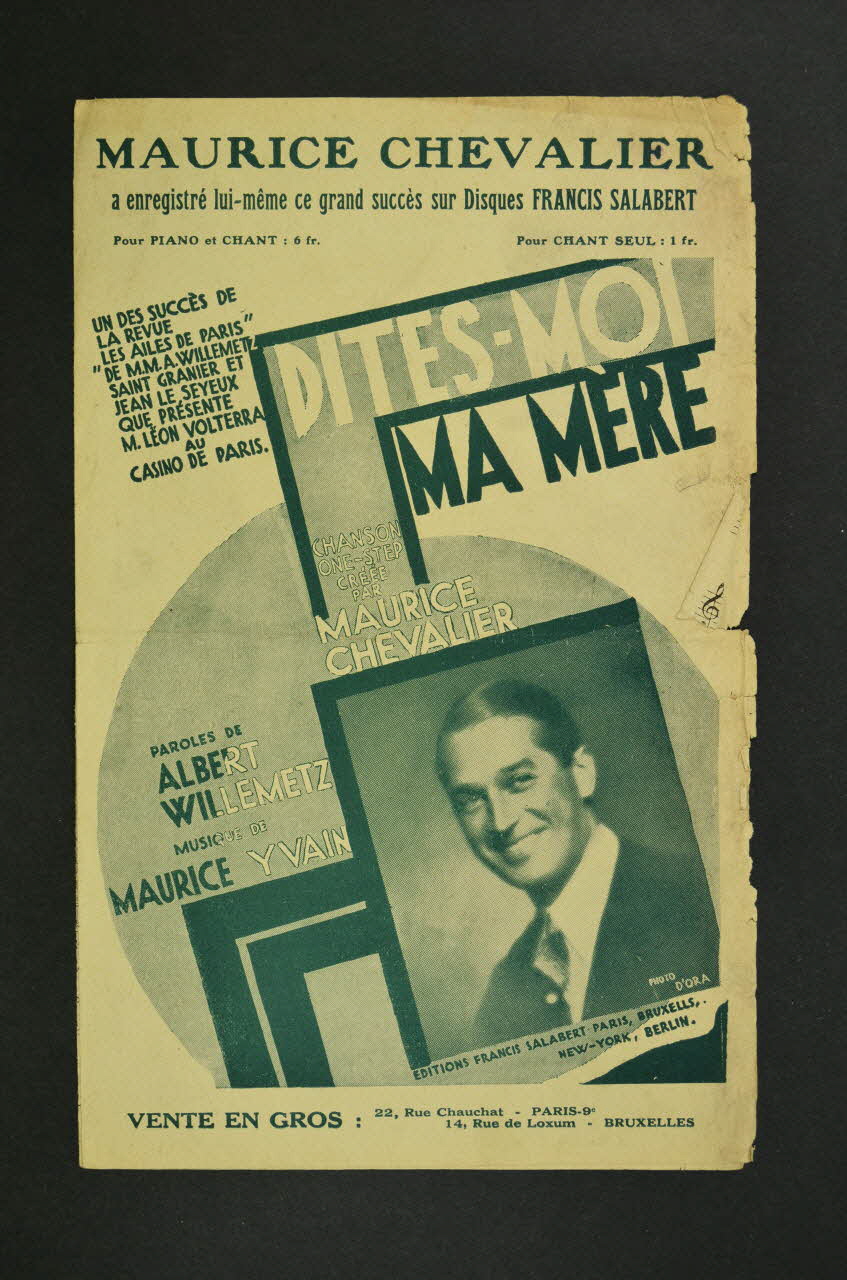 MAURICE CHEVALIER
a enregistré lui-même ce grand succès sur Disques FRANCIS SALABERT
Pour PIANO et CHANT : 6 fr.
Pour CHANT SEUL : 1 fr.
UN DES SUCCÈS DE
LA REVUE
LES AILES DE PARIS"
"DE M.M.A.WILLEMETZ
SAINT GRANIER ET
JEAN LE SEYEUX
QUE PRÉSENTE
M. LÉON VOLTERRA
AU
CASINO DE PARIS.
DITES-MOI
MA MÈRE
CHANSON
ONE-STEP
CRÉÉE
PAR
MAURICE
CHEVALIER
PAROLES DE
ALBERT
WILLEMETZ
MUSIQUE DE
MAURICE YVAIN
PHOTO
D'ORA
EDITIONS FRANCIS SALABERT PARIS, BRUXELLS,.
NEW-YORK, BERLIN.
VENTE EN GROS :
22, Rue Chauchat - PARIS-9e
14, Rue de Loxum - BRUXELLES